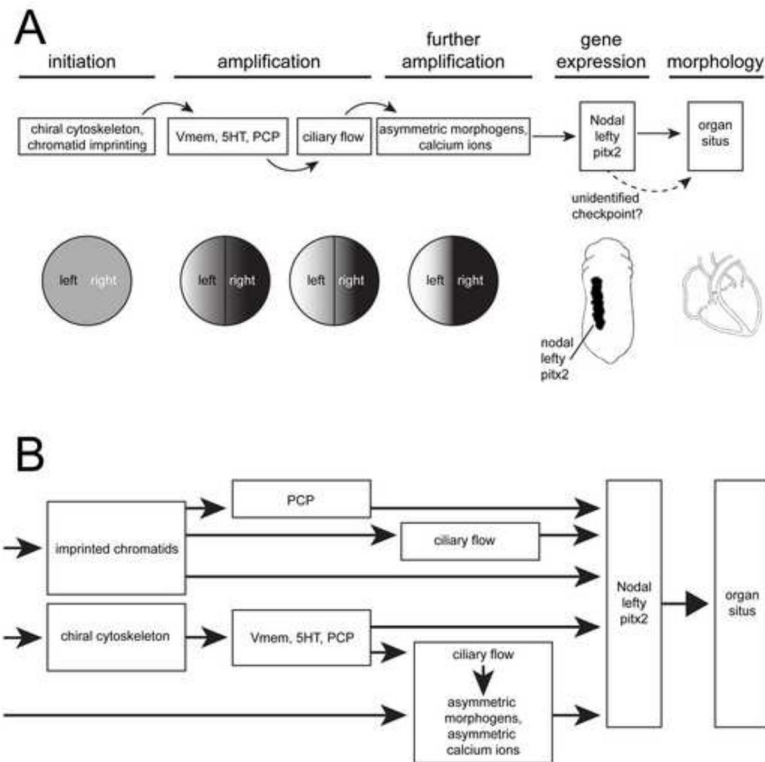 A
initiation
amplification
further
amplification
gene
expression
morphology
chiral cytoskeleton,
chromatid imprinting
Vmem, 5HT, PCP
ciliary flow
asymmetric morphogens,
calcium ions
Nodal
lefty
pitx2
organ
situs
unidentified
checkpoint?
left right
left right
left right
left right
nodal
lefty
pitx2
B
PCP
imprinted chromatids
ciliary flow
chiral cytoskeleton
Vmem, 5HT, PCP
ciliary flow
asymmetric
morphogens,
asymmetric
calcium ions
Nodal
lefty
pitx2
organ
situs